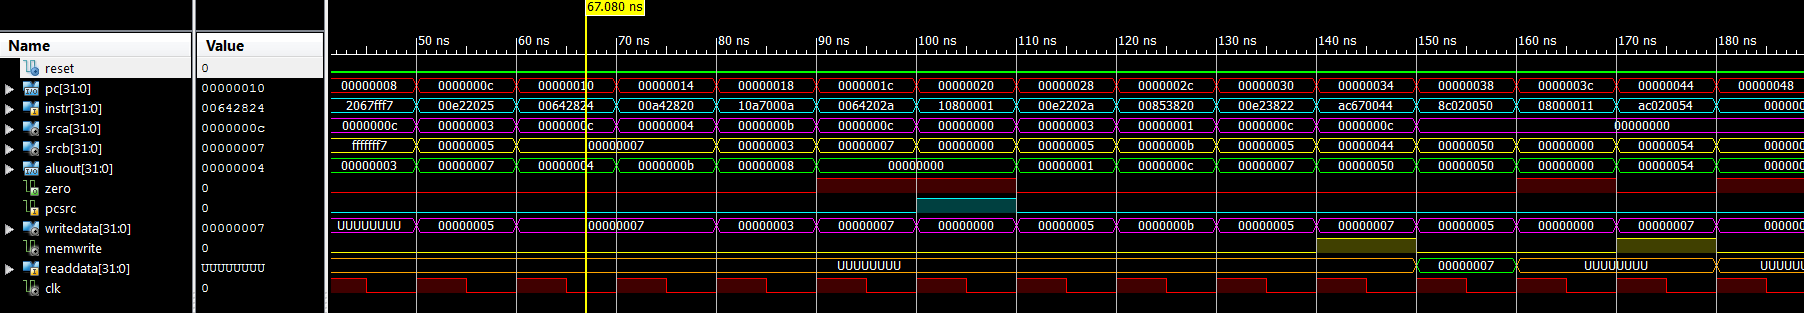 67.080 ns
Name Value 50 ns 60 ns 70 ns 80 ns 90 ns 100 ns 110 ns 120 ns 130 ns 140 ns 150 ns 160 ns 170 ns 180 ns
reset 0
pc[31:0] 00000010 00000008 0000000c 00000010 00000014 00000018 0000001c 00000020 00000028 0000002c 00000030 00000034 00000038 0000003c 00000044 00000048
instr[31:0] 00642824 2067fff7 00e22025 00642824 00a42820 10a7000a 0064202a 10800001 00e2202a 00853820 00e23822 ac670044 8c020050 08000011 ac020054 000000
srca[31:0] 0000000c 0000000c 00000003 0000000c 00000004 0000000b 0000000c 00000000 00000003 00000001 0000000c 0000000c 00000000
srcb[31:0] 00000007 fffffff7 00000005 00000007 00000003 00000007 00000000 00000005 0000000b 00000005 00000044 00000050 00000000 00000054 000000
aluout[31:0] 00000004 00000003 00000007 00000004 0000000b 00000008 00000000 00000001 0000000c 00000007 00000050 00000050 00000000 00000054 000000
zero 0
pcsrc 0
writedata[31:0] 00000007 UUUUUUUU 00000005 00000007 00000003 00000007 00000000 00000005 0000000b 00000005 00000007 00000005 00000000 00000007 000000
memwrite 0
readdata[31:0] UUUUUUUU UUUUUUUU 00000007 UUUUUUUU UUUUUU
clk 0